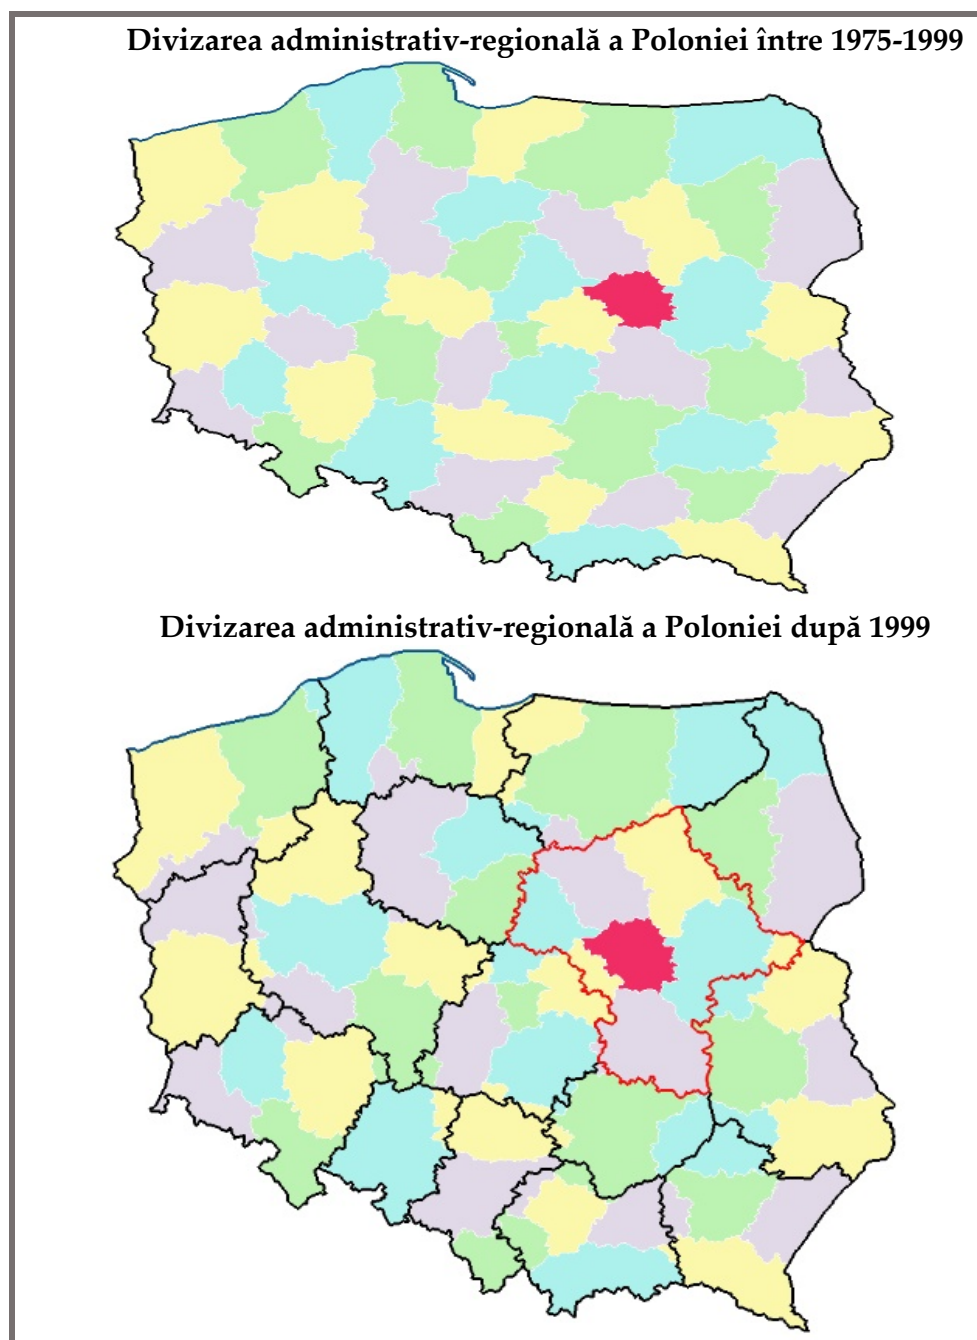 Divizarea administrativ-regională a Poloniei între 1975-1999
Divizarea administrativ-regională a Poloniei după 1999